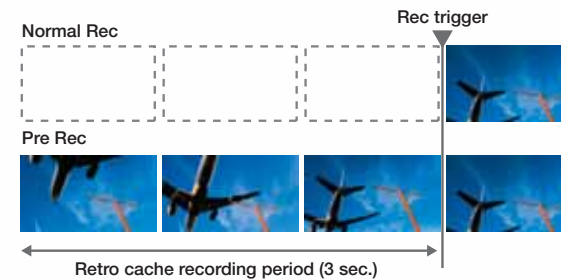 Rec trigger
Normal Rec
Pre Rec
Retro cache recording period (3 sec.)